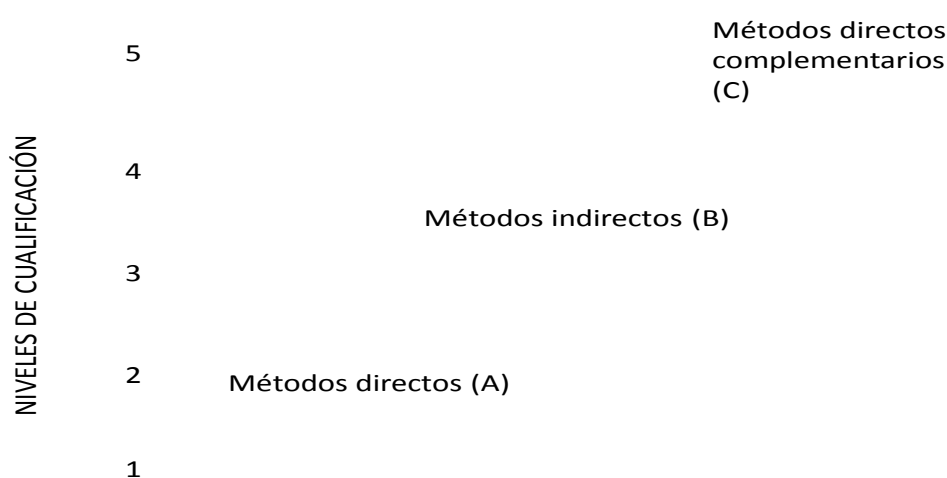 NIVELES DE CUALIFICACIÓN
5
Métodos directos
complementarios
(C)
4
Métodos indirectos (B)
3
2
Métodos directos (A)
1